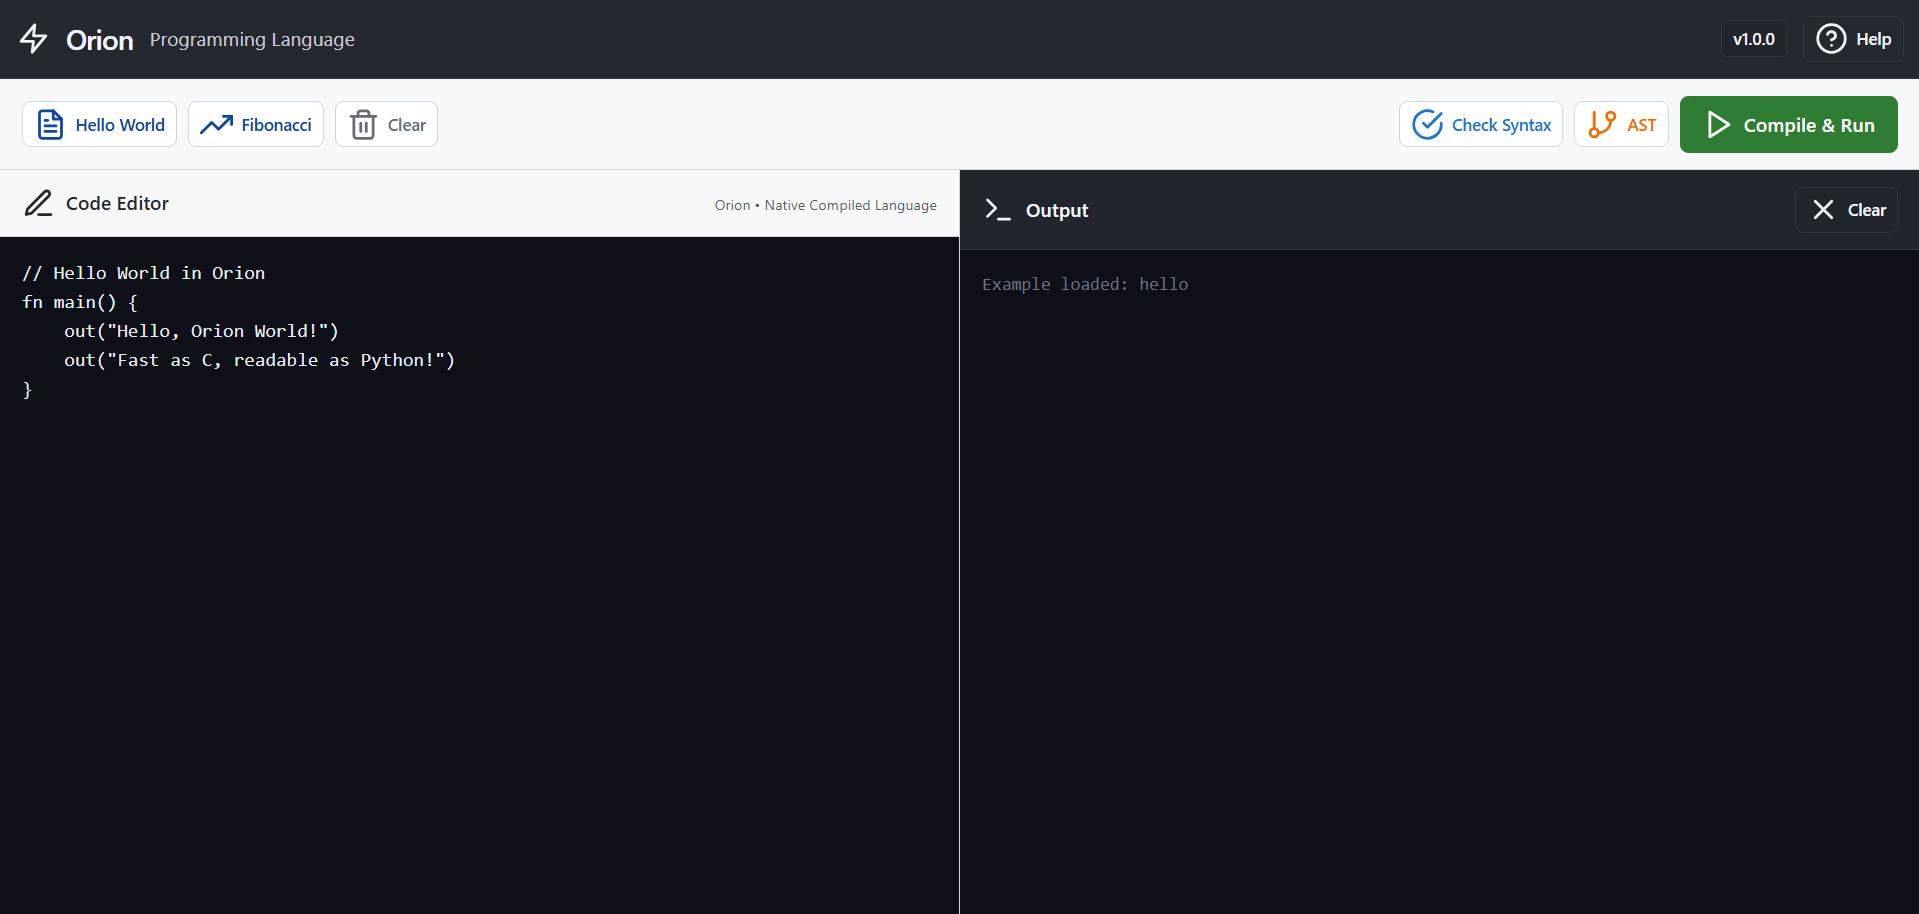 Orion Programming Language
v1.0.0
Help
Hello World
Fibonacci
Clear
Check Syntax
AST
Compile & Run
Code Editor
Orion • Native Compiled Language
// Hello World in Orion
fn main() {
    out("Hello, Orion World!")
    out("Fast as C, readable as Python!")
}
Output
Clear
Example loaded: hello